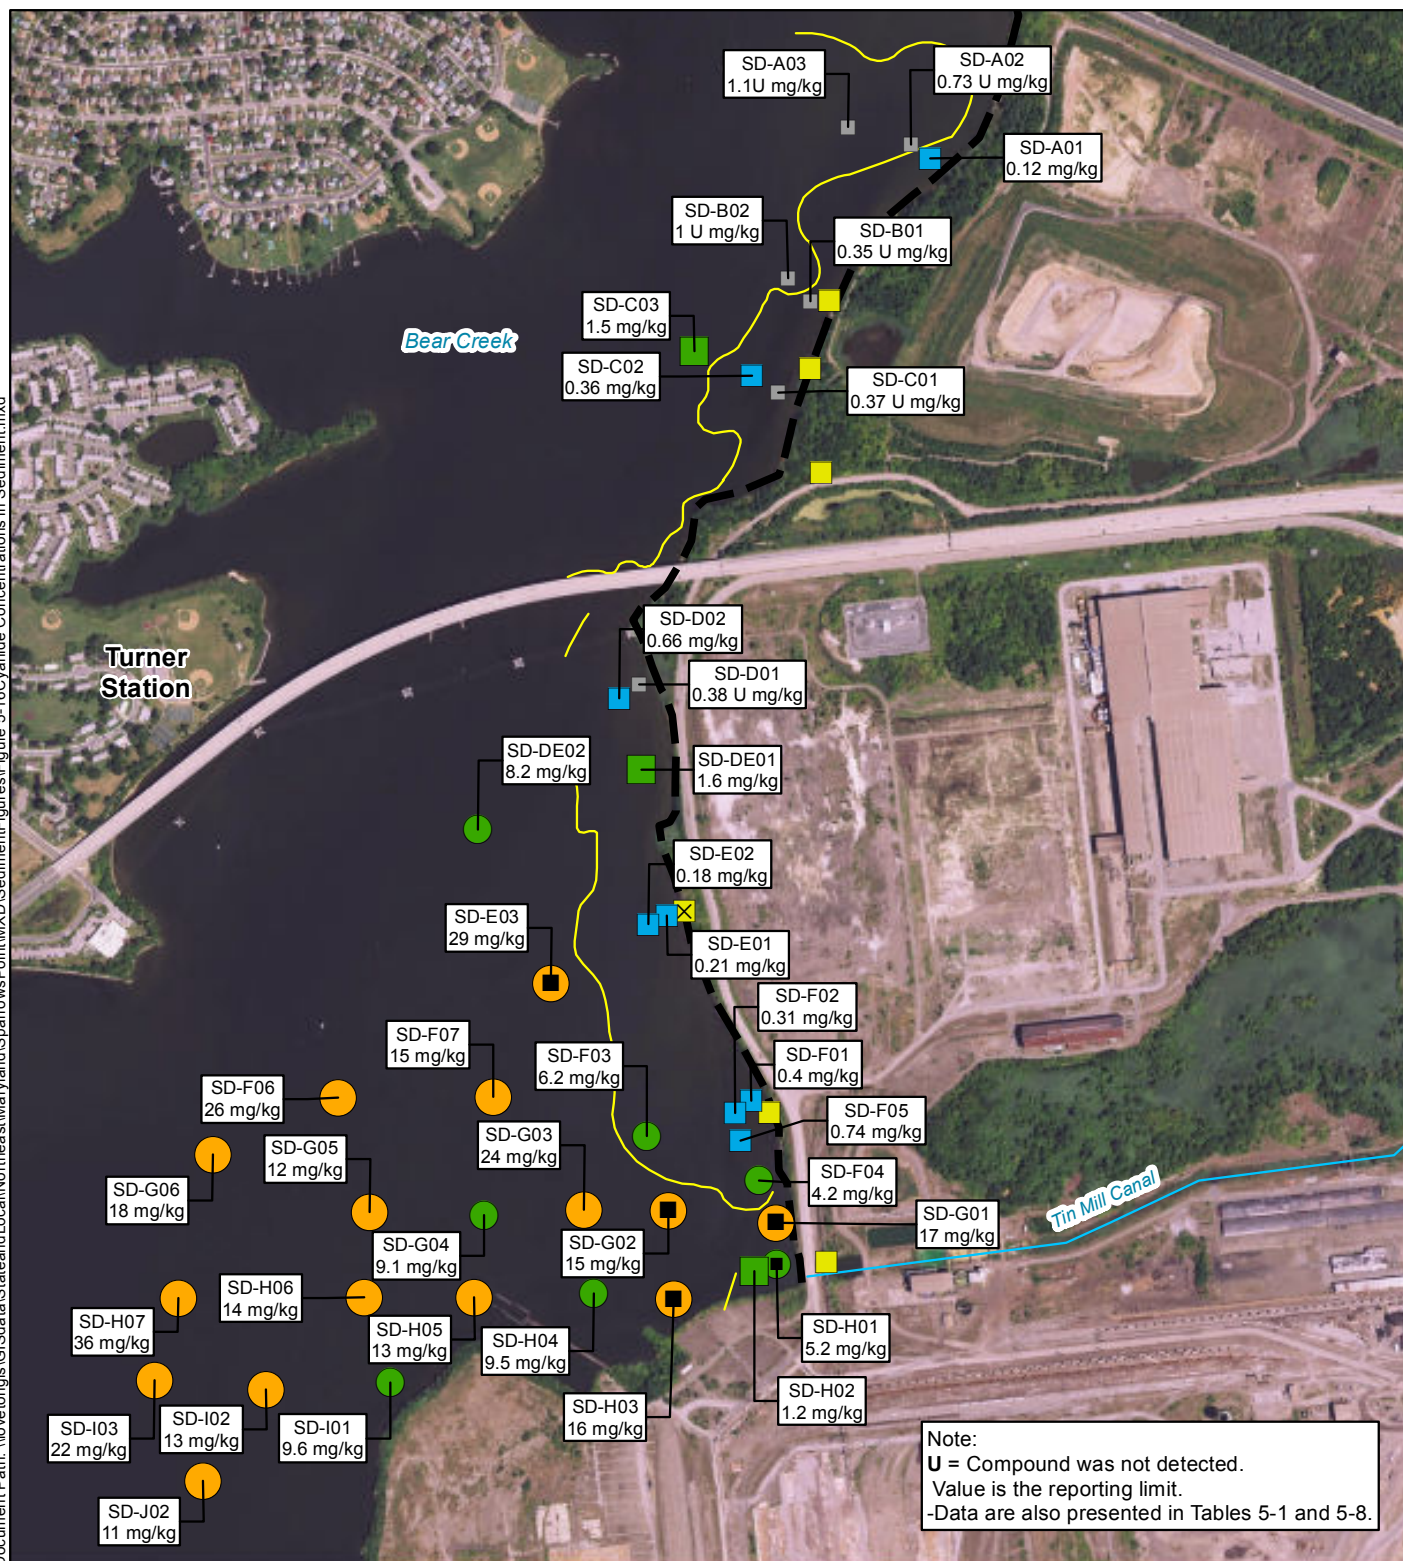 SD-A03
1.1U mg/kg
SD-A02
0.73 U mg/kg
SD-A01
0.12 mg/kg
SD-B02
1 U mg/kg
SD-B01
0.35 U mg/kg
SD-C03
1.5 mg/kg
Bear Creek
SD-C02
0.36 mg/kg
SD-C01
0.37 U mg/kg
SD-D02
0.66 mg/kg
Turner
Station
SD-D01
0.38 U mg/kg
SD-DE02
8.2 mg/kg
SD-DE01
1.6 mg/kg
SD-E02
0.18 mg/kg
SD-E03
29 mg/kg
SD-E01
0.21 mg/kg
SD-F02
0.31 mg/kg
SD-F07
15 mg/kg
SD-F03
6.2 mg/kg
SD-F01
0.4 mg/kg
SD-F06
26 mg/kg
SD-F05
0.74 mg/kg
SD-G05
12 mg/kg
SD-G03
24 mg/kg
SD-G06
18 mg/kg
SD-F04
4.2 mg/kg
Tin Mill Canal
SD-G04
9.1 mg/kg
SD-G02
15 mg/kg
SD-G01
17 mg/kg
SD-H07
36 mg/kg
SD-H06
14 mg/kg
SD-H05
13 mg/kg
SD-H04
9.5 mg/kg
SD-H01
5.2 mg/kg
SD-H02
1.2 mg/kg
SD-H03
16 mg/kg
SD-I03
22 mg/kg
SD-I02
13 mg/kg
SD-I01
9.6 mg/kg
SD-J02
11 mg/kg
Note:
U = Compound was not detected.
Value is the reporting limit.
-Data are also presented in Tables 5-1 and 5-8.